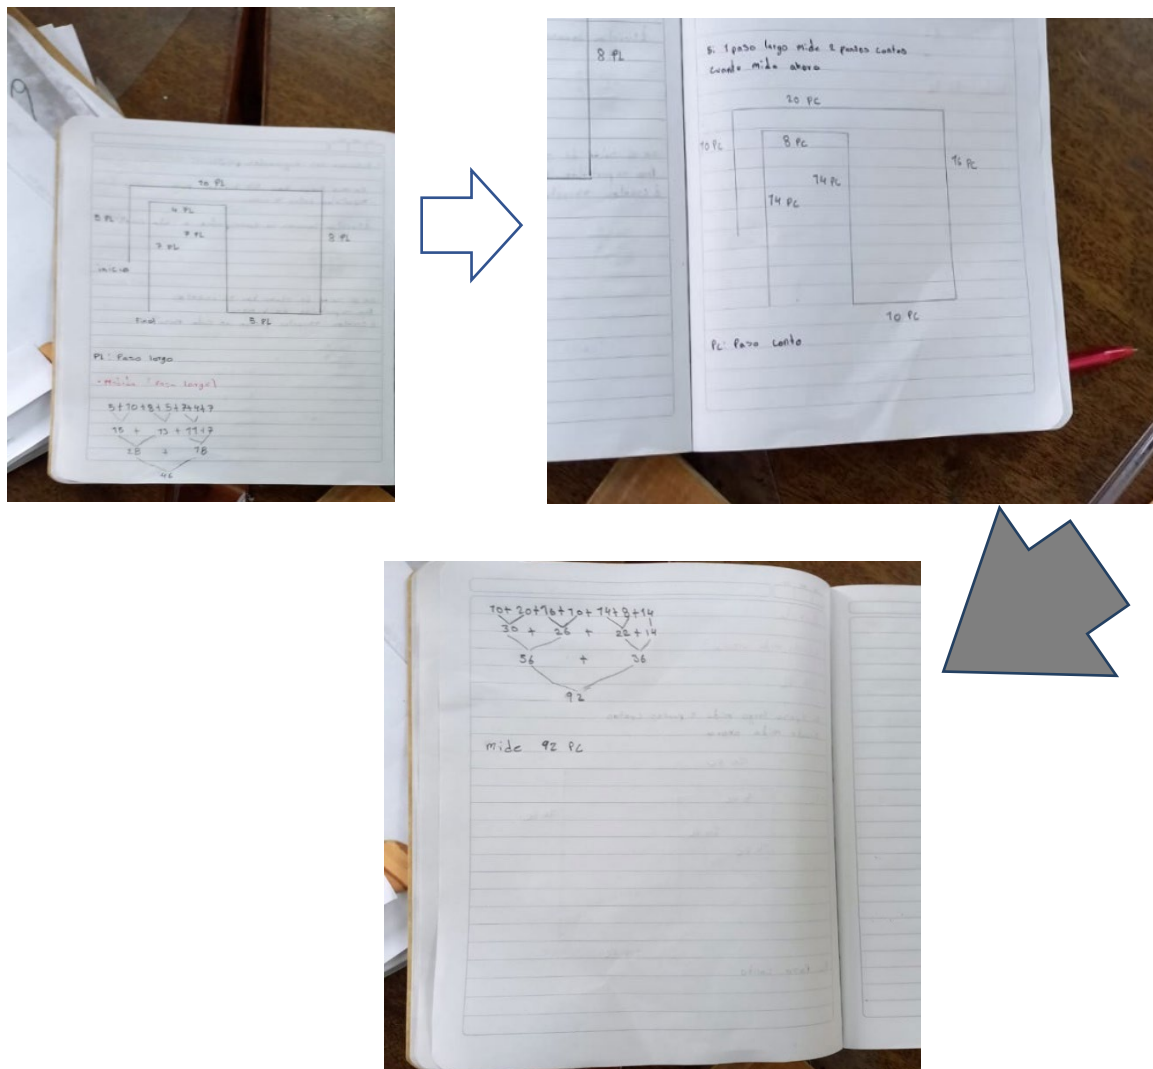 10 PL
4 PL
5 PL
7 PL
8 PL
7 PL
inicio
Final
5 PL
PL: Paso largo
5+10+8+5+7+4+7
15 + 13 + 11+7
28 + 18
46
8 PL
Si 1 paso largo mide 2 pasos cortos
cuanto mide ahora
20 PC
10 PC
8 PC
16 PC
14 PC
14 PC
10 PC
PC: Paso corto
10+20+16+10+14+8+14
30 + 26 + 22+14
56 + 36
92
mide 92 PC